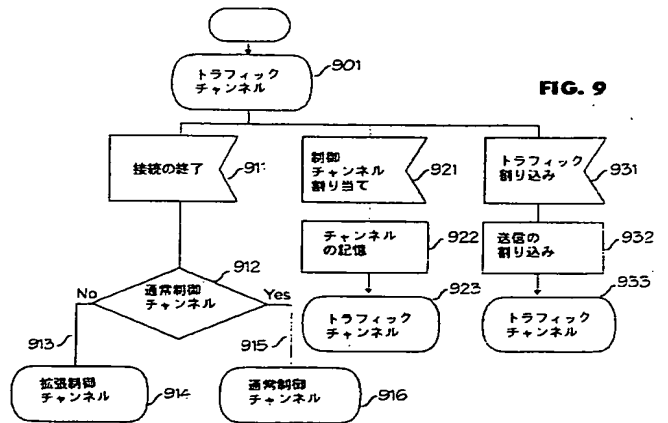 トラフィック
チャンネル
901
FIG. 9
接続の終了
911
制御
チャンネル
割り当て
921
トラフィック
割り込み
931
チャンネル
の記憶
922
送信の
割り込み
932
通常制御
チャンネル
912
No
Yes
トラフィック
チャンネル
923
トラフィック
チャンネル
933
913
915
拡張制御
チャンネル
914
通常制御
チャンネル
916